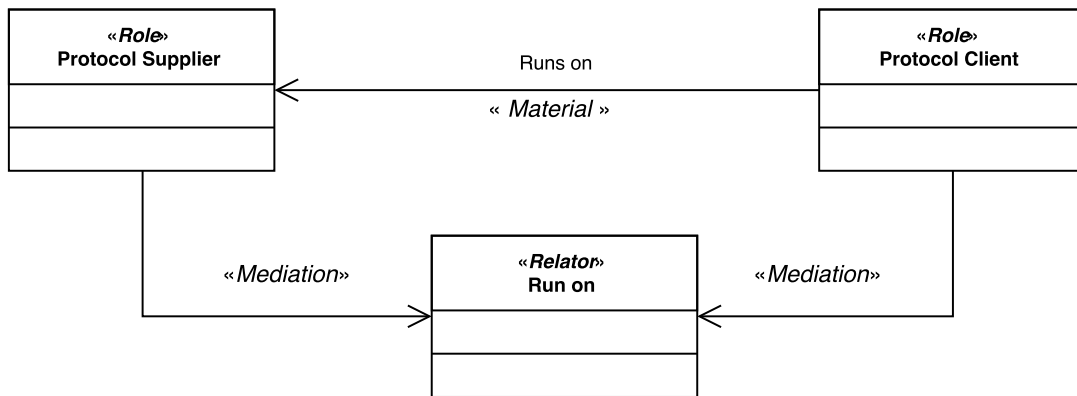 «Role»
Protocol Supplier
«Role»
Protocol Client
Runs on
« Material »
«Mediation»
«Relator»
Run on
«Mediation»